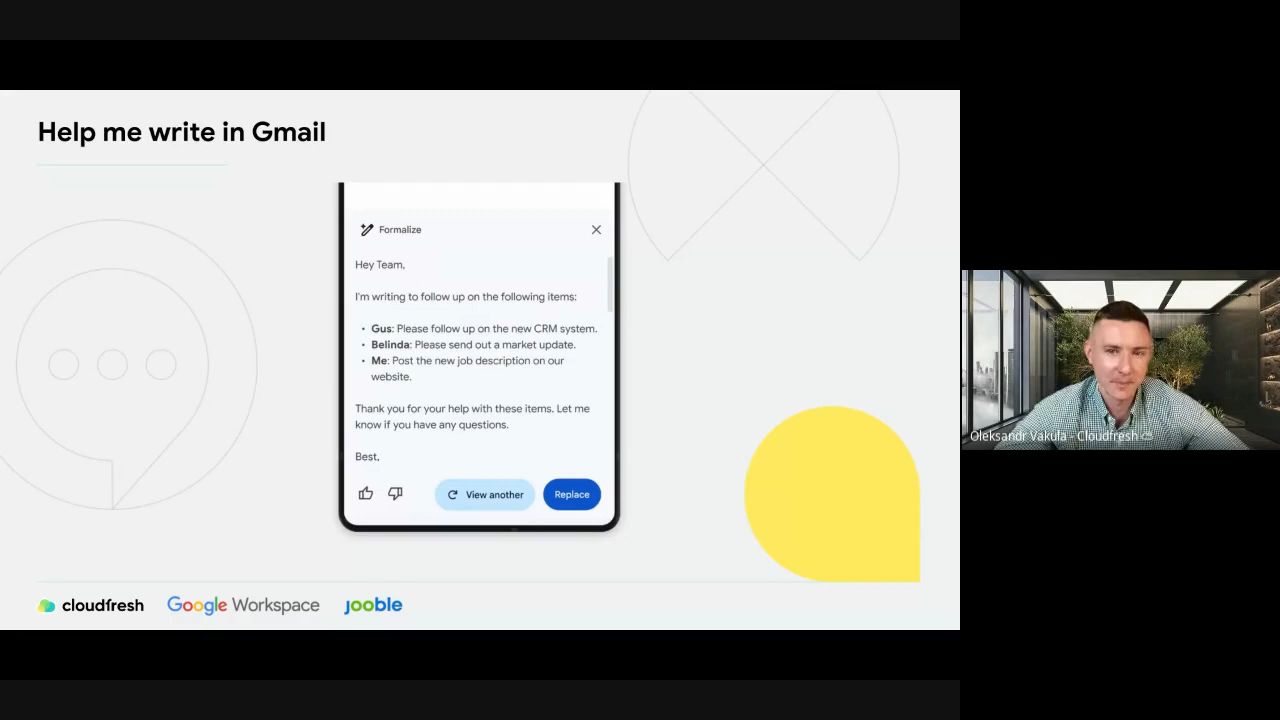 Help me write in Gmail
Formalize
Hey Team,
I'm writing to follow up on the following items:
• Gus: Please follow up on the new CRM system.
• Belinda: Please send out a market update.
• Me: Post the new job description on our
website.
Thank you for your help with these items. Let me
know if you have any questions.
Best,
View another
Replace
cloudfresh
Google Workspace
jooble
Oleksandr Vakula - Cloudfresh